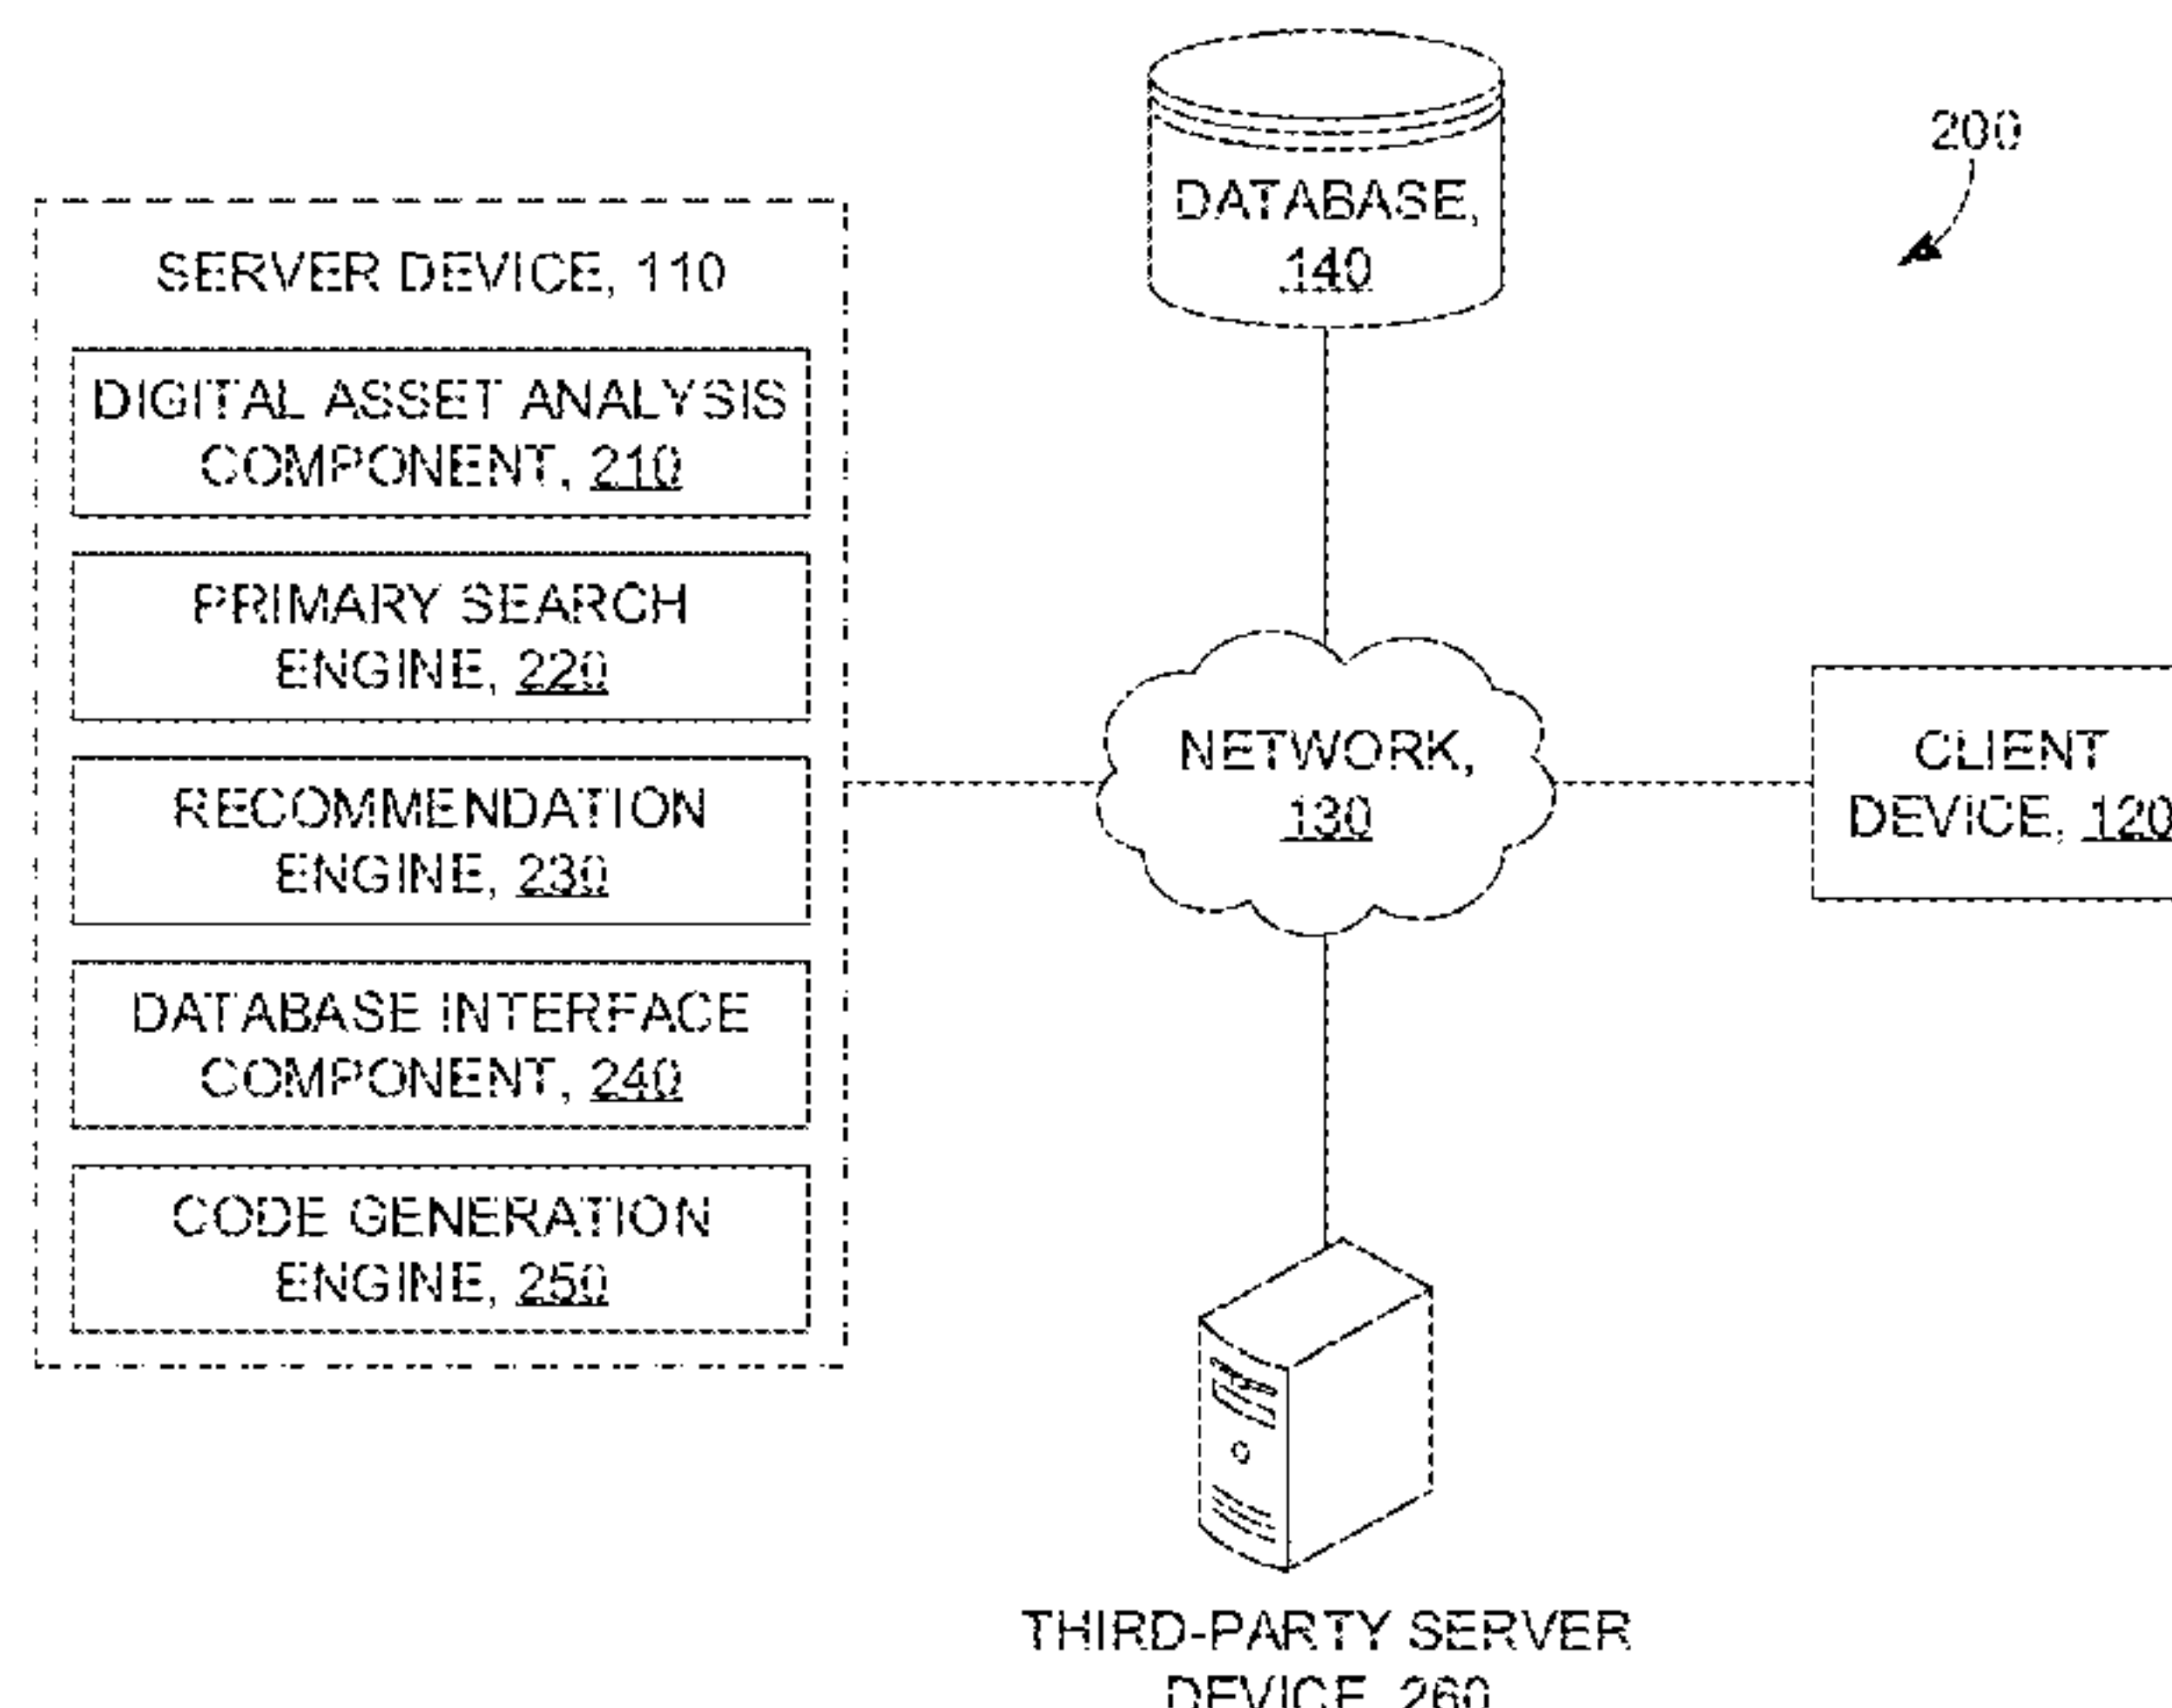 DATABASE,
140
200
SERVER DEVICE, 110
DIGITAL ASSET ANALYSIS
COMPONENT, 210
PRIMARY SEARCH
ENGINE, 220
RECOMMENDATION
ENGINE, 230
DATABASE INTERFACE
COMPONENT, 240
CODE GENERATION
ENGINE, 250
NETWORK,
130
CLIENT
DEVICE, 120
THIRD-PARTY SERVER
DEVICE, 260